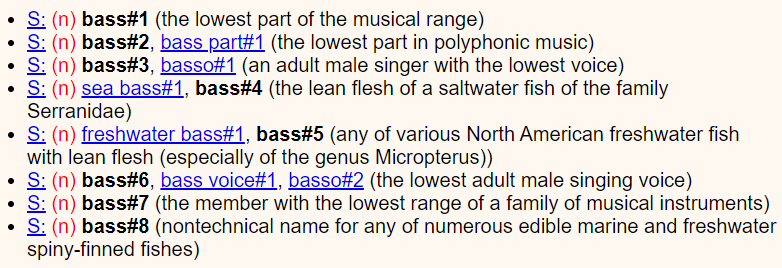 • S: (n) bass#1 (the lowest part of the musical range)
• S: (n) bass#2, bass part#1 (the lowest part in polyphonic music)
• S: (n) bass#3, basso#1 (an adult male singer with the lowest voice)
• S: (n) sea bass#1, bass#4 (the lean flesh of a saltwater fish of the family
Serranidae)
• S: (n) freshwater bass#1, bass#5 (any of various North American freshwater fish
with lean flesh (especially of the genus Micropterus))
• S: (n) bass#6, bass voice#1, basso#2 (the lowest adult male singing voice)
• S: (n) bass#7 (the member with the lowest range of a family of musical instruments)
• S: (n) bass#8 (nontechnical name for any of numerous edible marine and freshwater
spiny-finned fishes)